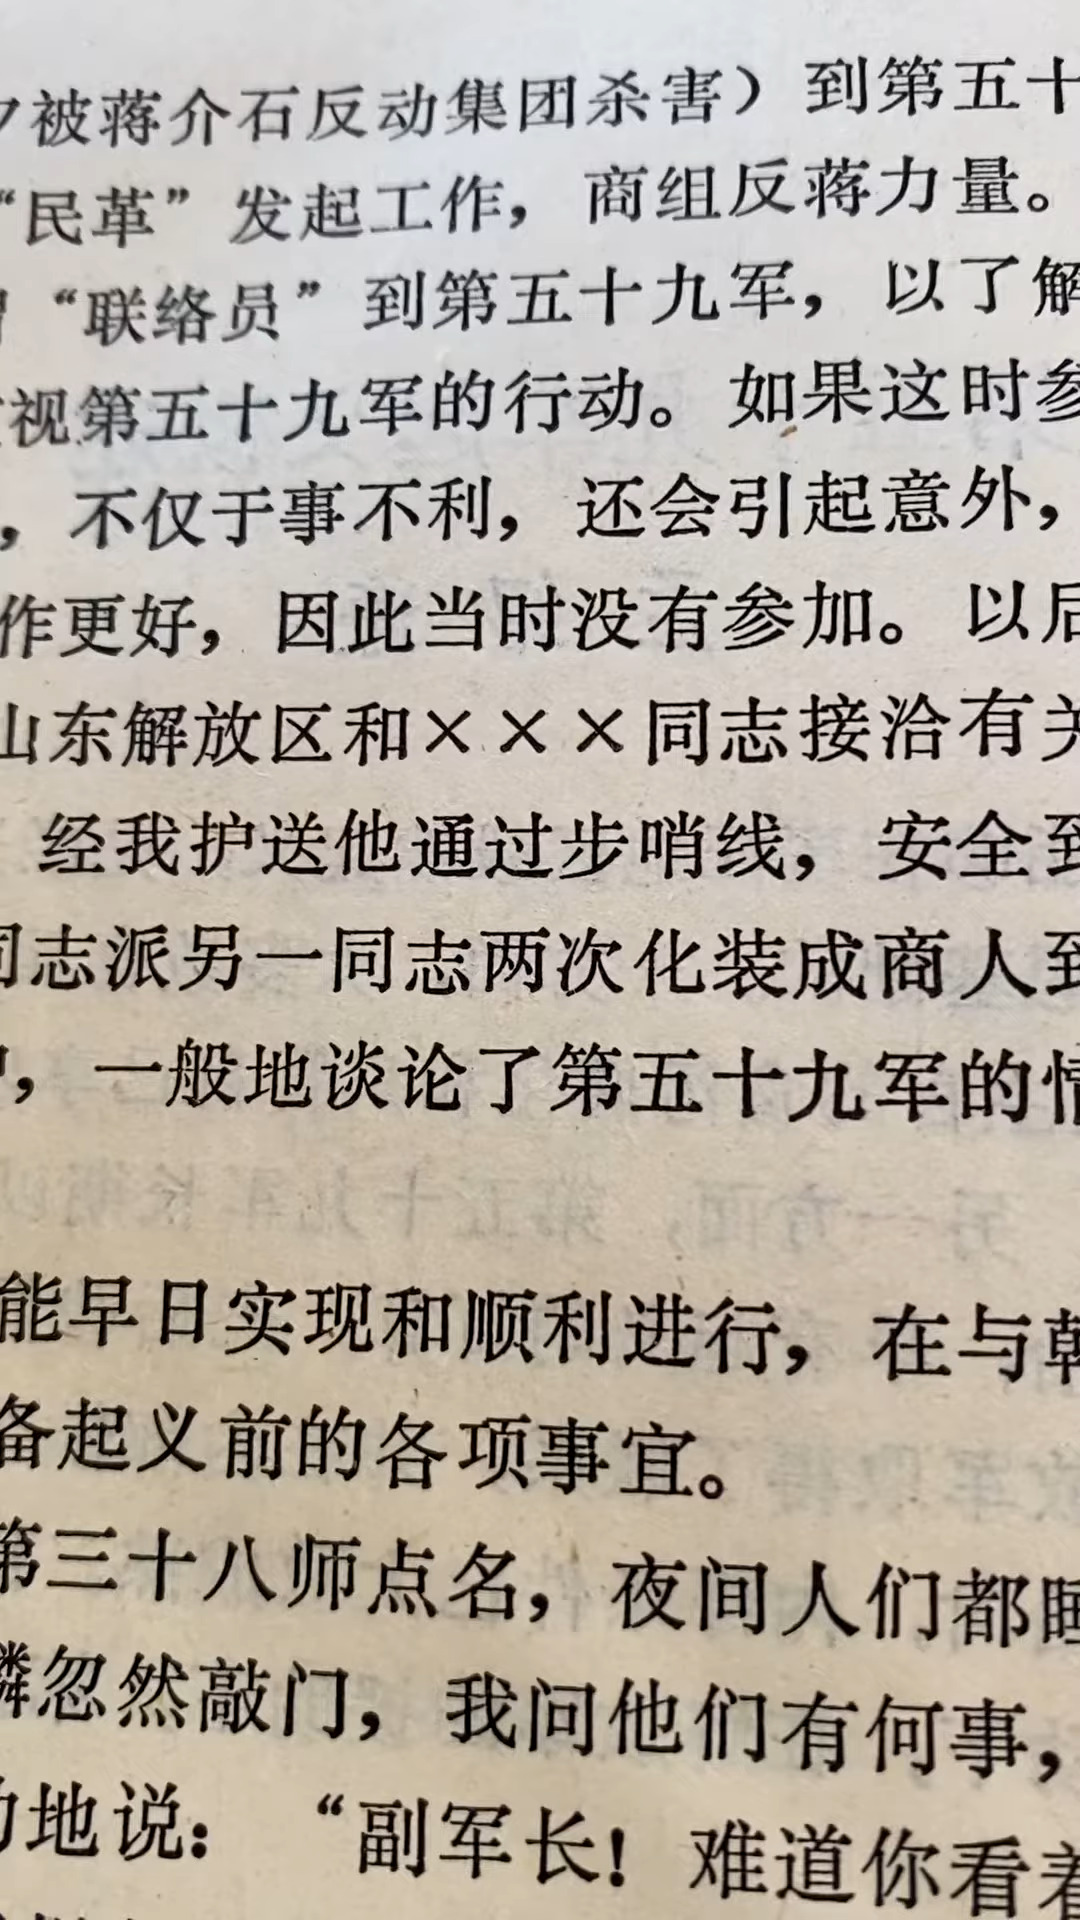 被蒋介石反动集团杀害）到第五十
“民革”发起工作，商组反蒋力量。
“联络员”到第五十九军，以了解
视第五十九军的行动。如果这时参
，不仅于事不利，还会引起意外，
作更好，因此当时没有参加。以后
山东解放区和×××同志接洽有关
经我护送他通过步哨线，安全到
同志派另一同志两次化装成商人到
，一般地谈论了第五十九军的情
能早日实现和顺利进行，在与韩
备起义前的各项事宜。
第三十八师点名，夜间人们都睡
忽然敲门，我问他们有何事，
地说：“副军长！难道你看着